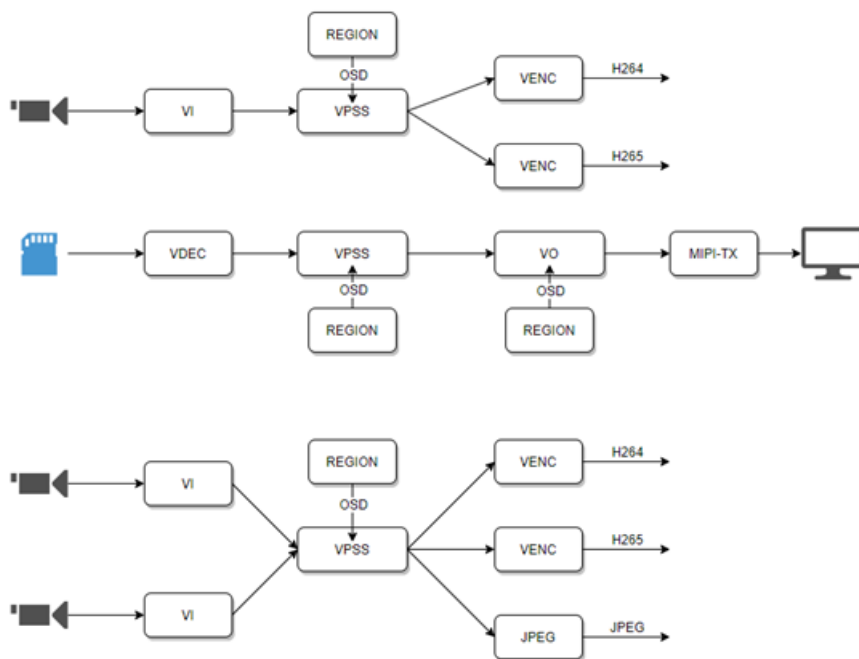 REGION
OSD
VI
VPSS
VENC
H264
VENC
H265
VDEC
VPSS
VO
MIPI-TX
OSD
OSD
REGION
REGION
REGION
OSD
VI
VI
VPSS
VENC
H264
VENC
H265
JPEG
JPEG